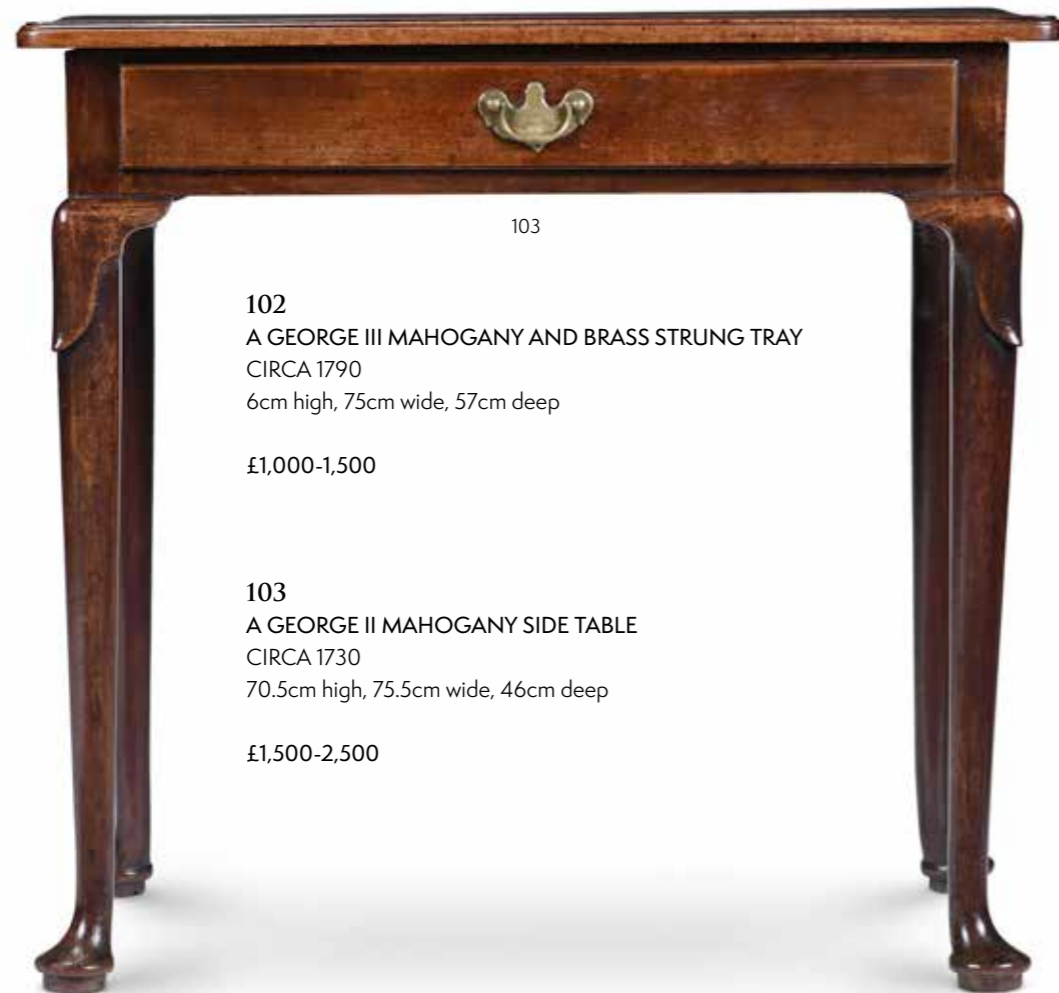 103
102
A GEORGE III MAHOGANY AND BRASS STRUNG TRAY
CIRCA 1790
6cm high, 75cm wide, 57cm deep
£1,000-1,500
103
A GEORGE II MAHOGANY SIDE TABLE
CIRCA 1730
70.5cm high, 75.5cm wide, 46cm deep
£1,500-2,500